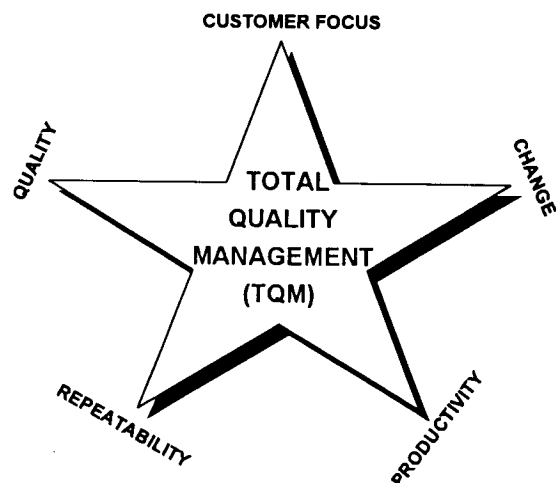 CUSTOMER FOCUS
QUALITY
CHANGE
TOTAL
QUALITY
MANAGEMENT
(TQM)
REPEATABILITY
PRODUCTIVITY